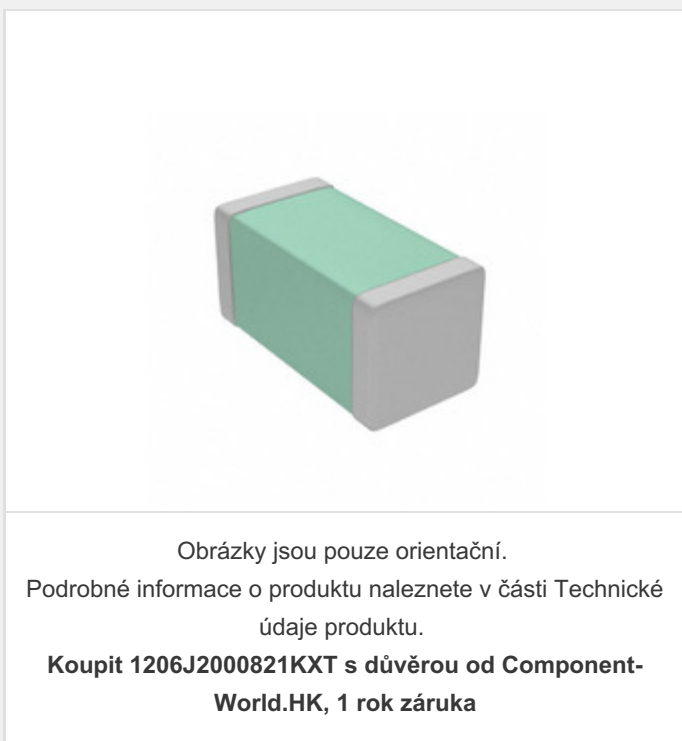 Obrázky jsou pouze orientační.
Podrobné informace o produktu naleznete v části Technické
údaje produktu.
Koupit 1206J2000821KXT s důvěrou od Component-
World.HK, 1 rok záruka